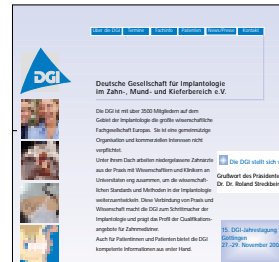 Über die DGI Termine Fachinfo Patienten News/Presse Kontakt
DGI
Deutsche Gesellschaft für Implantologie
im Zahn-, Mund- und Kieferbereich e.V.
Die DGI ist mit über 3500 Mitgliedern auf dem
Gebiet der Implantologie die größte wissenschaftliche
Fachgesellschaft Europas. Sie ist eine gemeinnützige
Organisation und kommerziellen Interessen nicht
verpflichtet.
Unter ihrem Dach arbeiten niedergelassene Zahnärzte
aus der Praxis mit Wissenschaftlern und Klinikern an
Universitäten eng zusammen, um die wissenschaft-
lichen Standards und Methoden in der Implantologie
weiterzuentwickeln. Diese Verbindung von Praxis und
Wissenschaft macht die DGI zum Schrittmacher der
Implantologie und prägt das Profil der Qualifikations-
angebote für Zahnmediziner.
Auch für Patientinnen und Patienten bietet die DGI
kompetente Informationen aus erster Hand.
Die DGI stellt sich
Grußwort des Präsidente
Dr. Dr. Roland Streckbein
15. DGI-Jahrestagung
Göttingen
27.-29. November 200